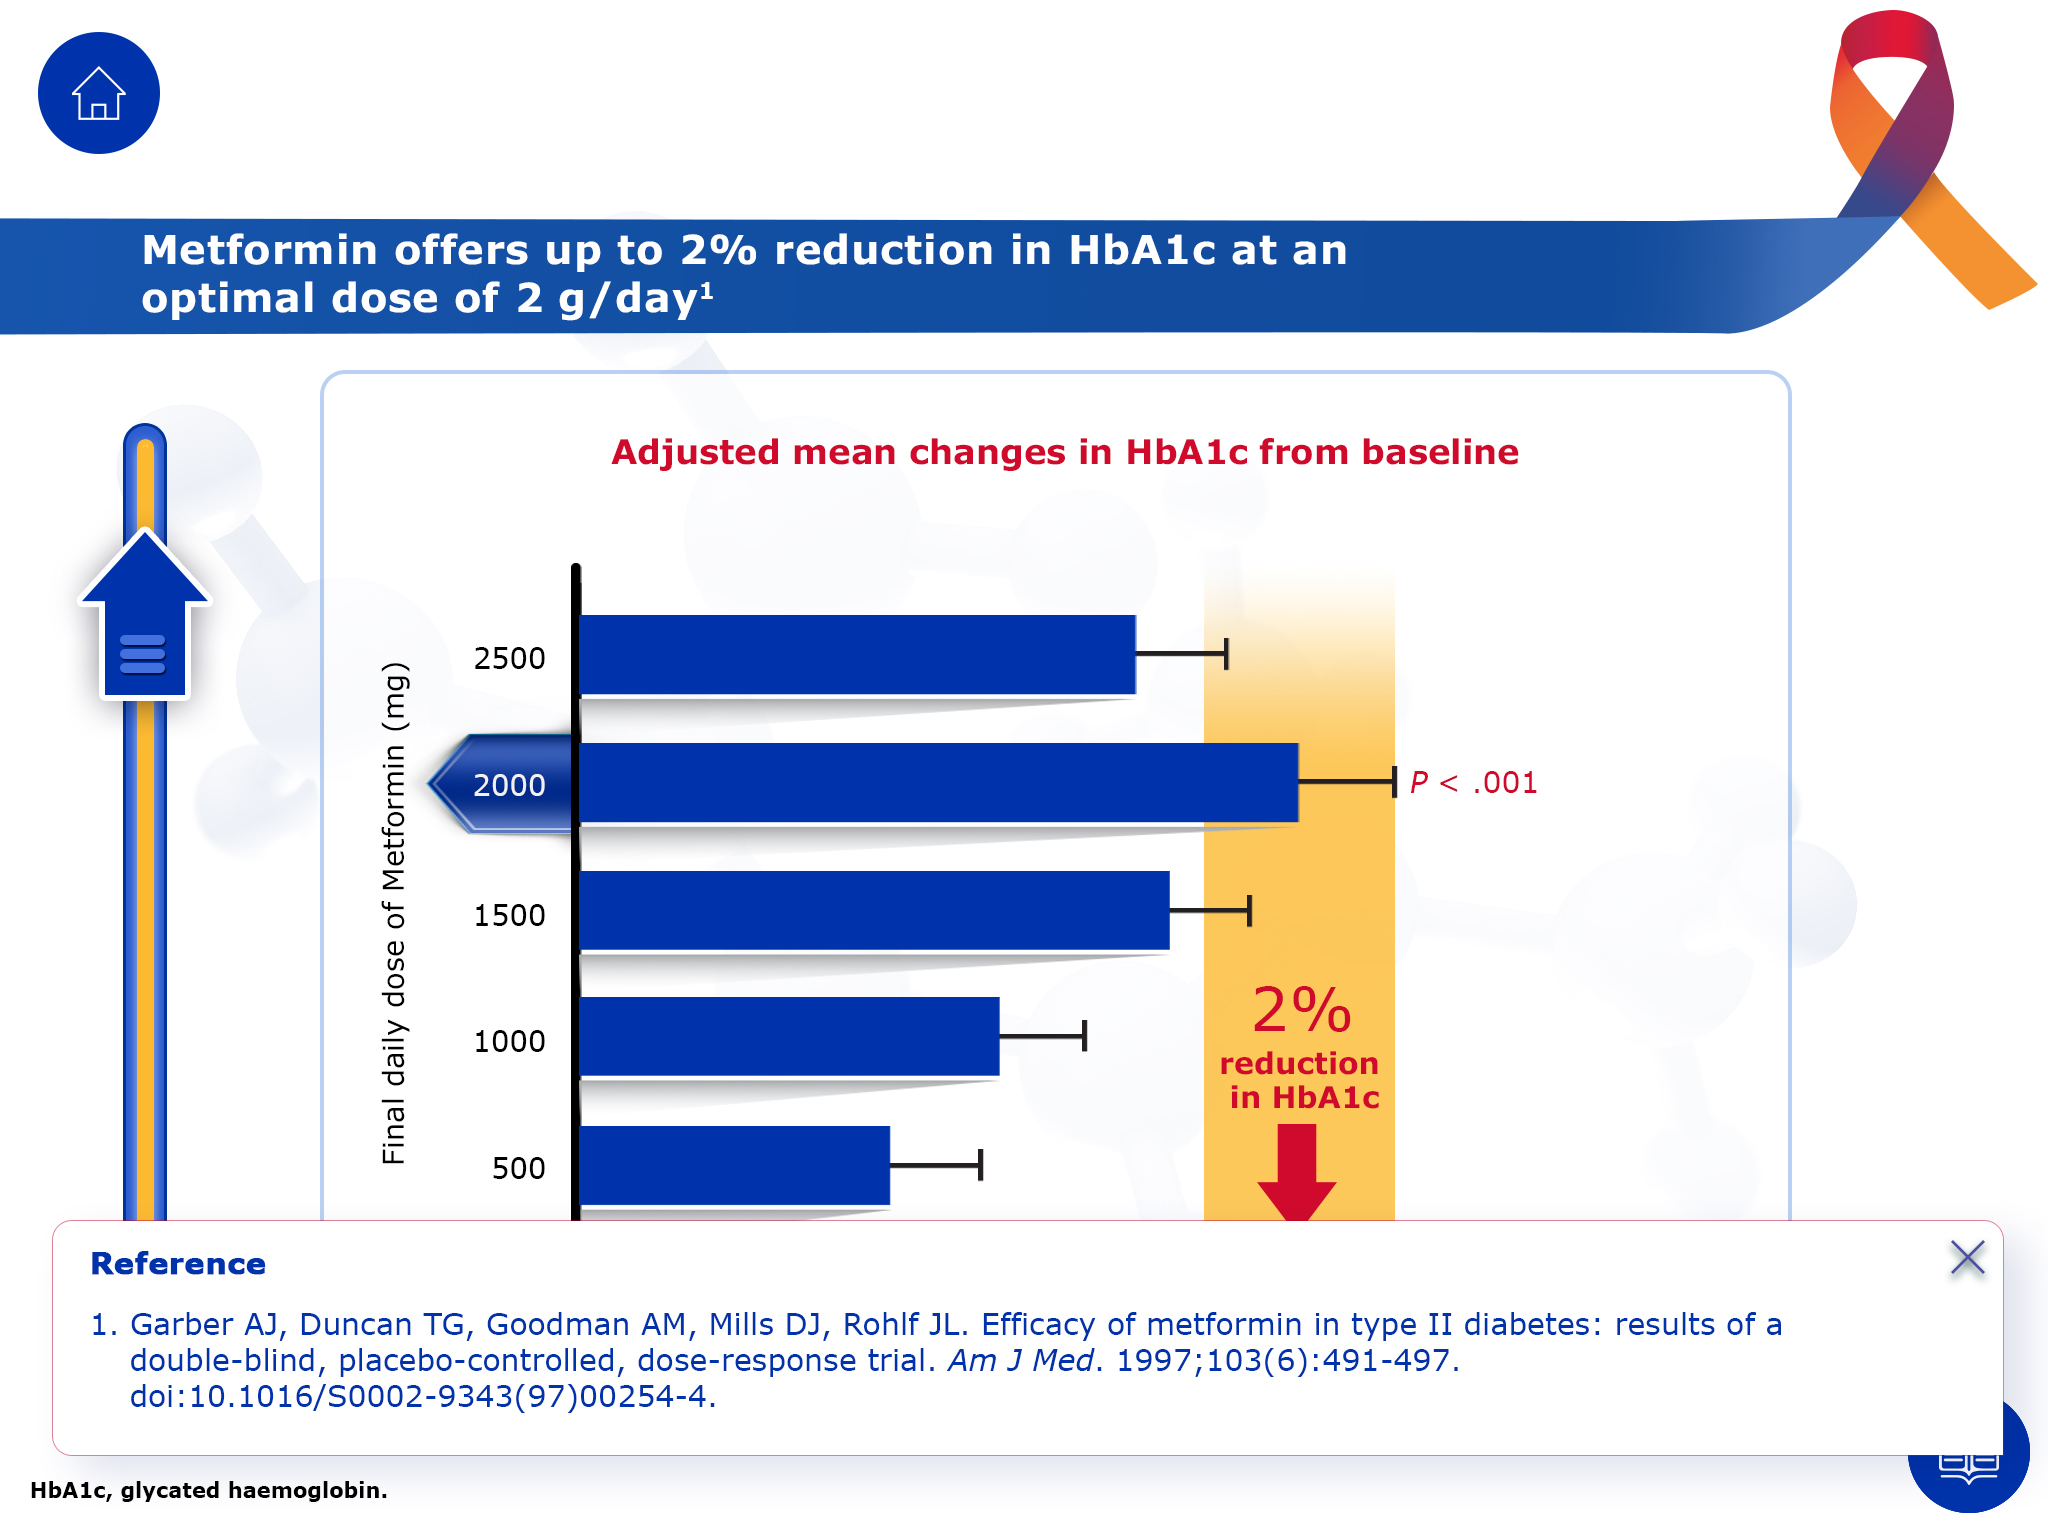 Metformin offers up to 2% reduction in HbA1c at an
optimal dose of 2 g/day¹
Adjusted mean changes in HbA1c from baseline
Final daily dose of Metformin (mg)
2500
2000
P < .001
1500
1000
500
2%
reduction
in HbA1c
Reference
1. Garber AJ, Duncan TG, Goodman AM, Mills DJ, Rohlf JL. Efficacy of metformin in type II diabetes: results of a
double-blind, placebo-controlled, dose-response trial. Am J Med. 1997;103(6):491-497.
doi:10.1016/S0002-9343(97)00254-4.
HbA1c, glycated haemoglobin.